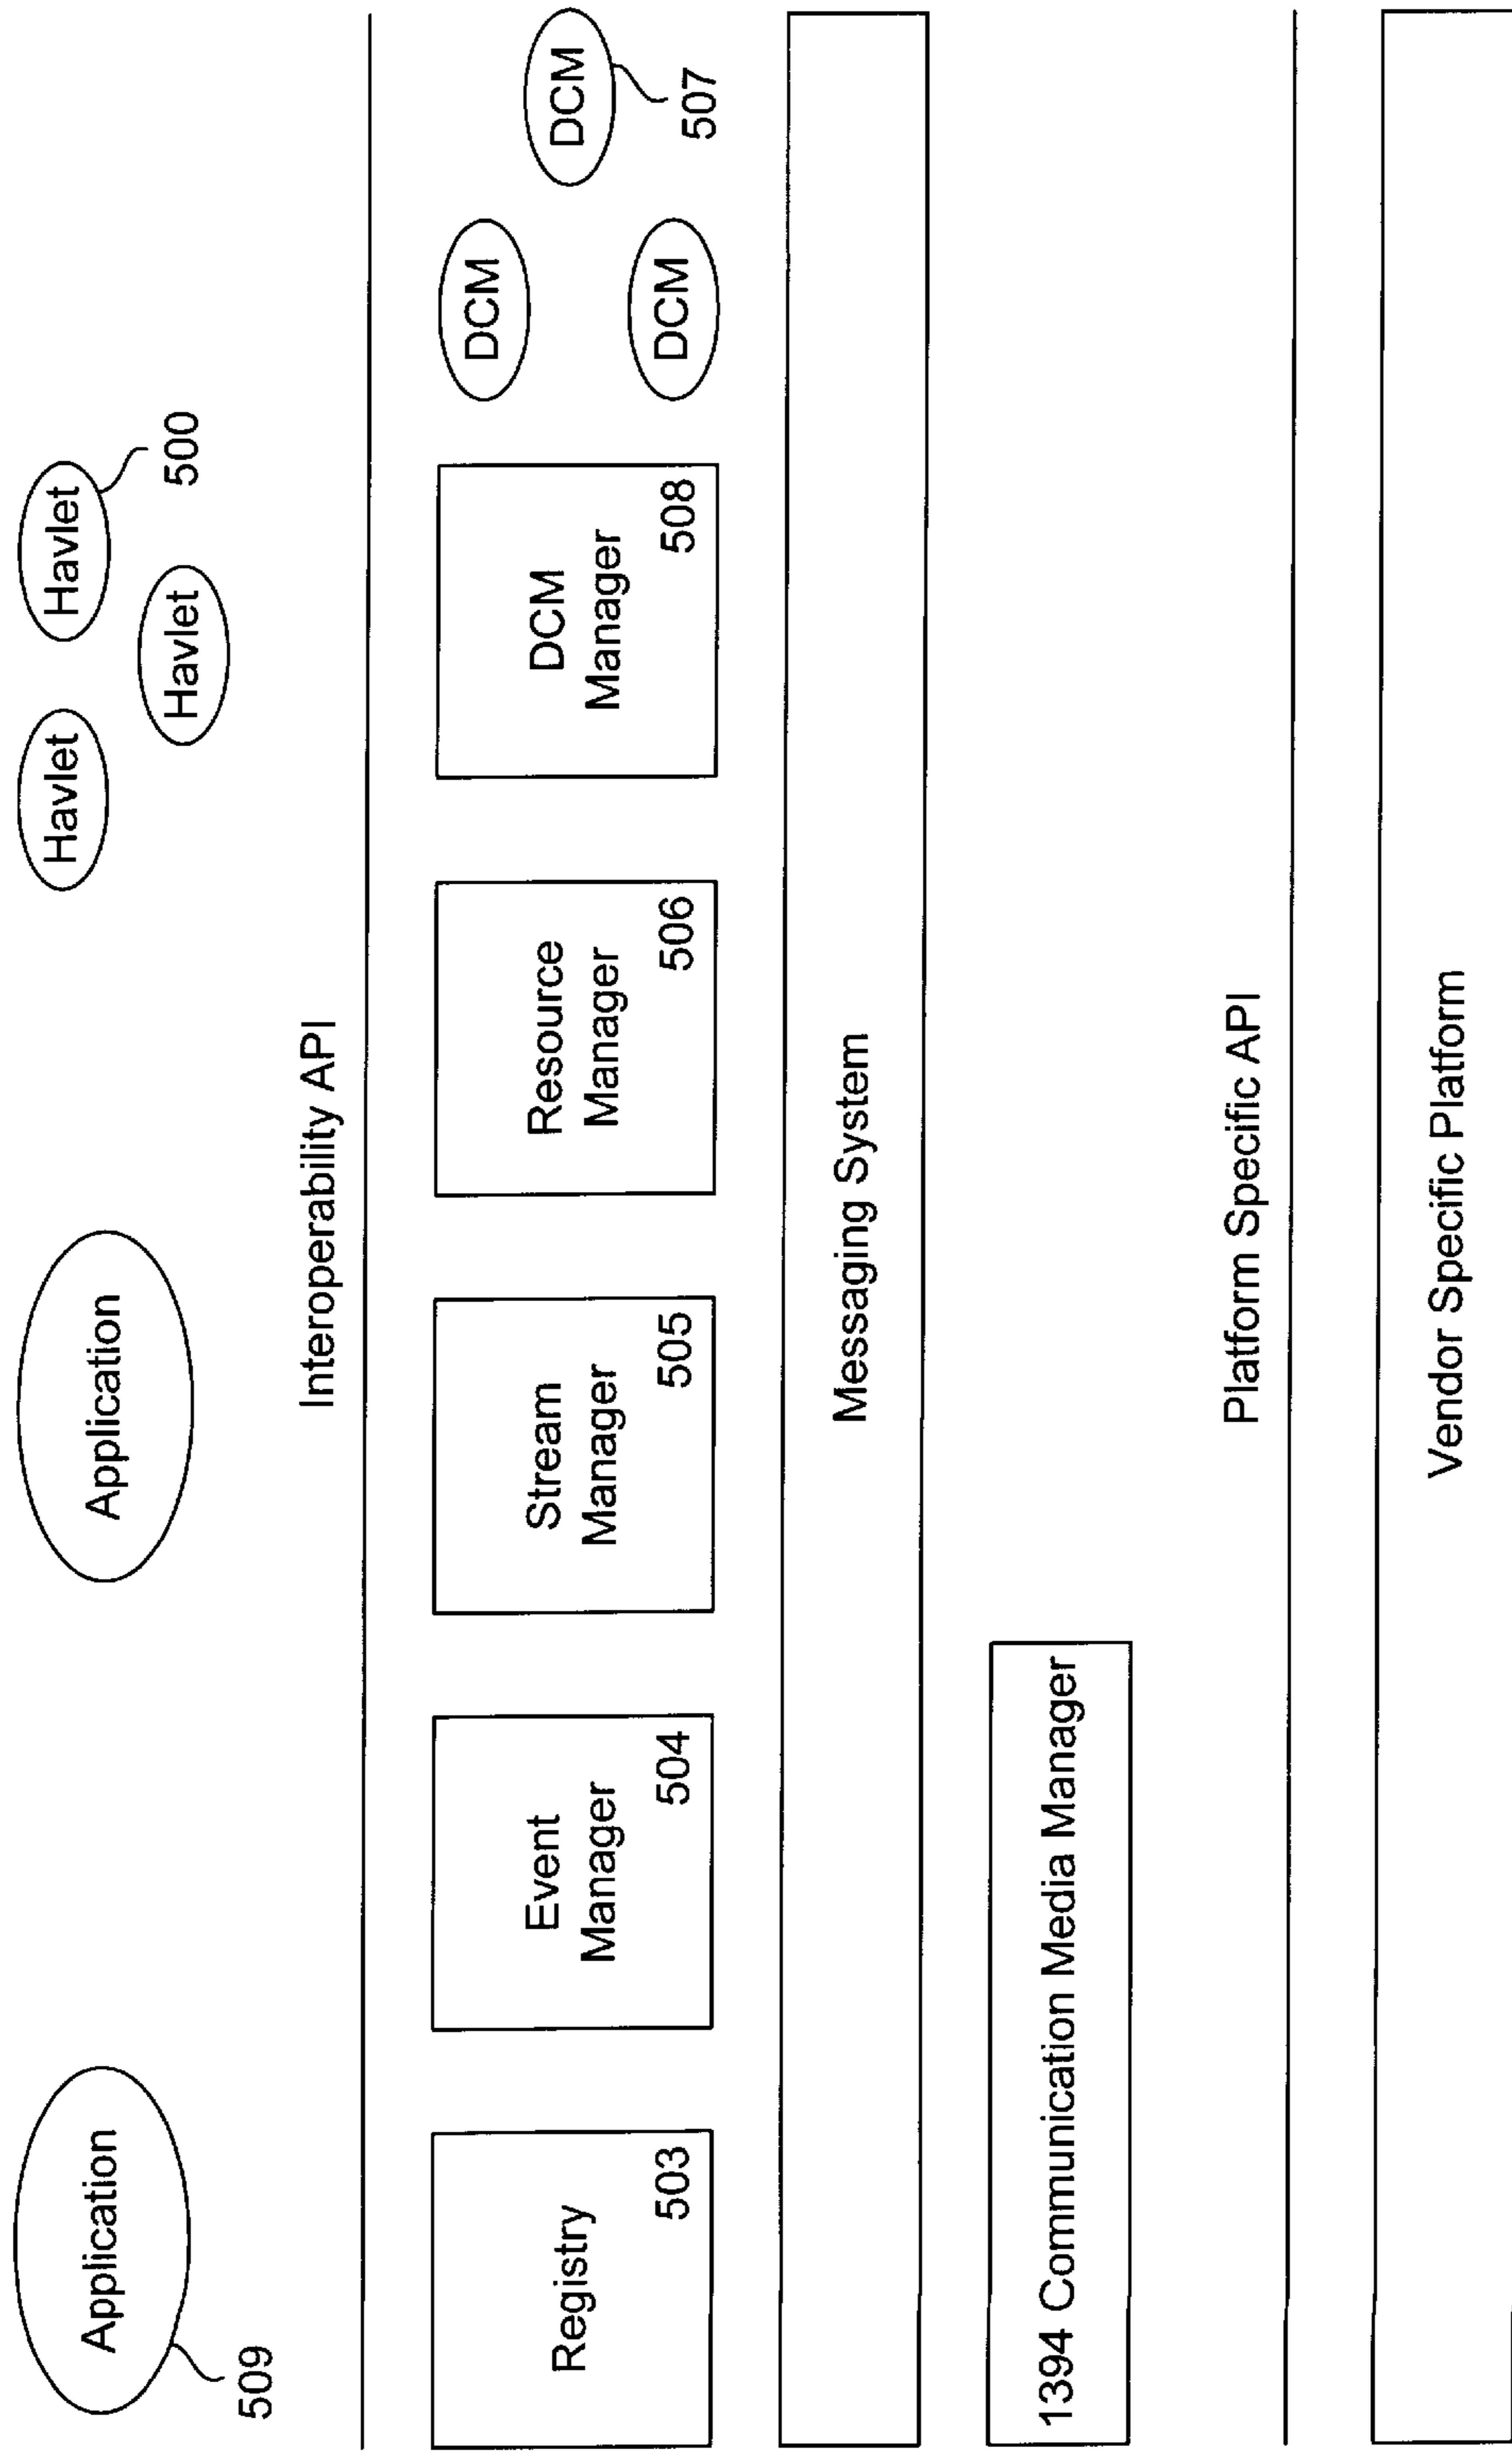 Application
Application
Havlet
Havlet
Havlet
500
509
Interoperability API
Registry
503
Event
Manager
504
Stream
Manager
505
Resource
Manager
506
DCM
Manager
508
DCM
DCM
DCM
507
Messaging System
1394 Communication Media Manager
Platform Specific API
Vendor Specific Platform